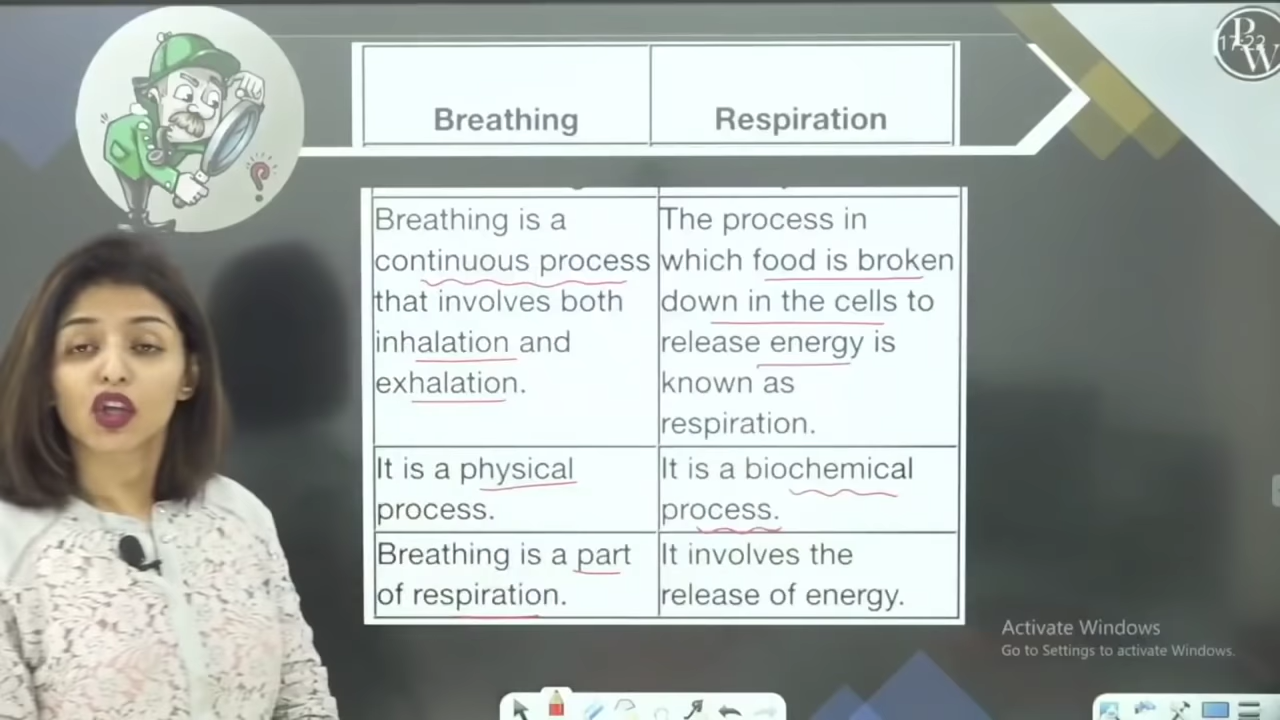 PW
17:22
Breathing
Respiration
Breathing is a
continuous process
that involves both
inhalation and
exhalation.
The process in
which food is broken
down in the cells to
release energy is
known as
respiration.
It is a physical
process.
It is a biochemical
process.
Breathing is a part
of respiration.
It involves the
release of energy.
Activate Windows
Go to Settings to activate Windows.